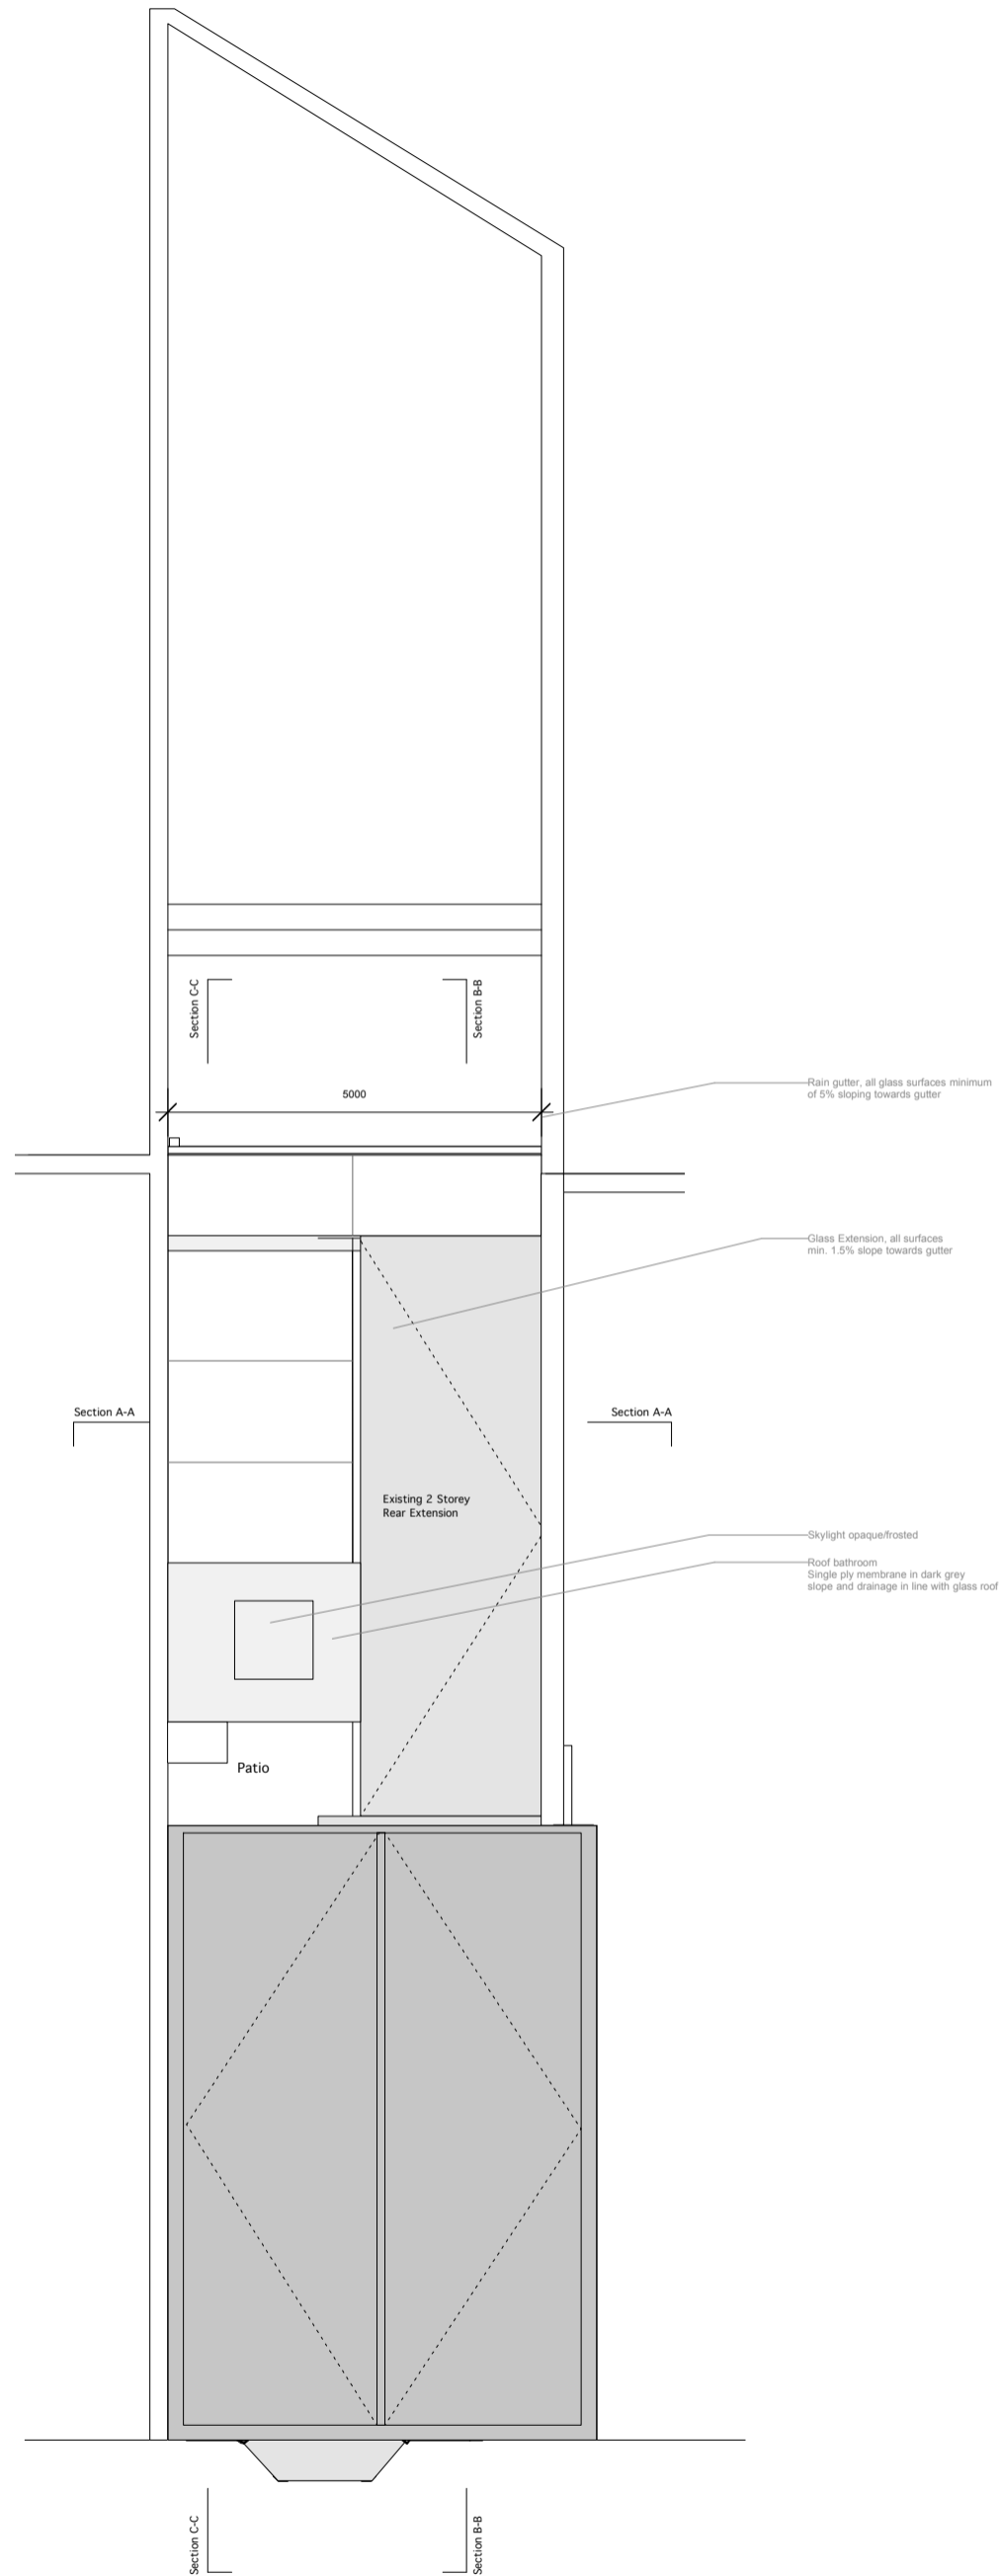 Section C-C
Section B-B
5000
Rain gutter, all glass surfaces minimum
of 5% sloping towards gutter
Glass Extension, all surfaces
min. 1.5% slope towards gutter
Section A-A
Section A-A
Existing 2 Storey
Rear Extension
Skylight opaque/frosted
Roof bathroom
Single ply membrane in dark grey
slope and drainage in line with glass roof
Patio
Section C-C
Section B-B